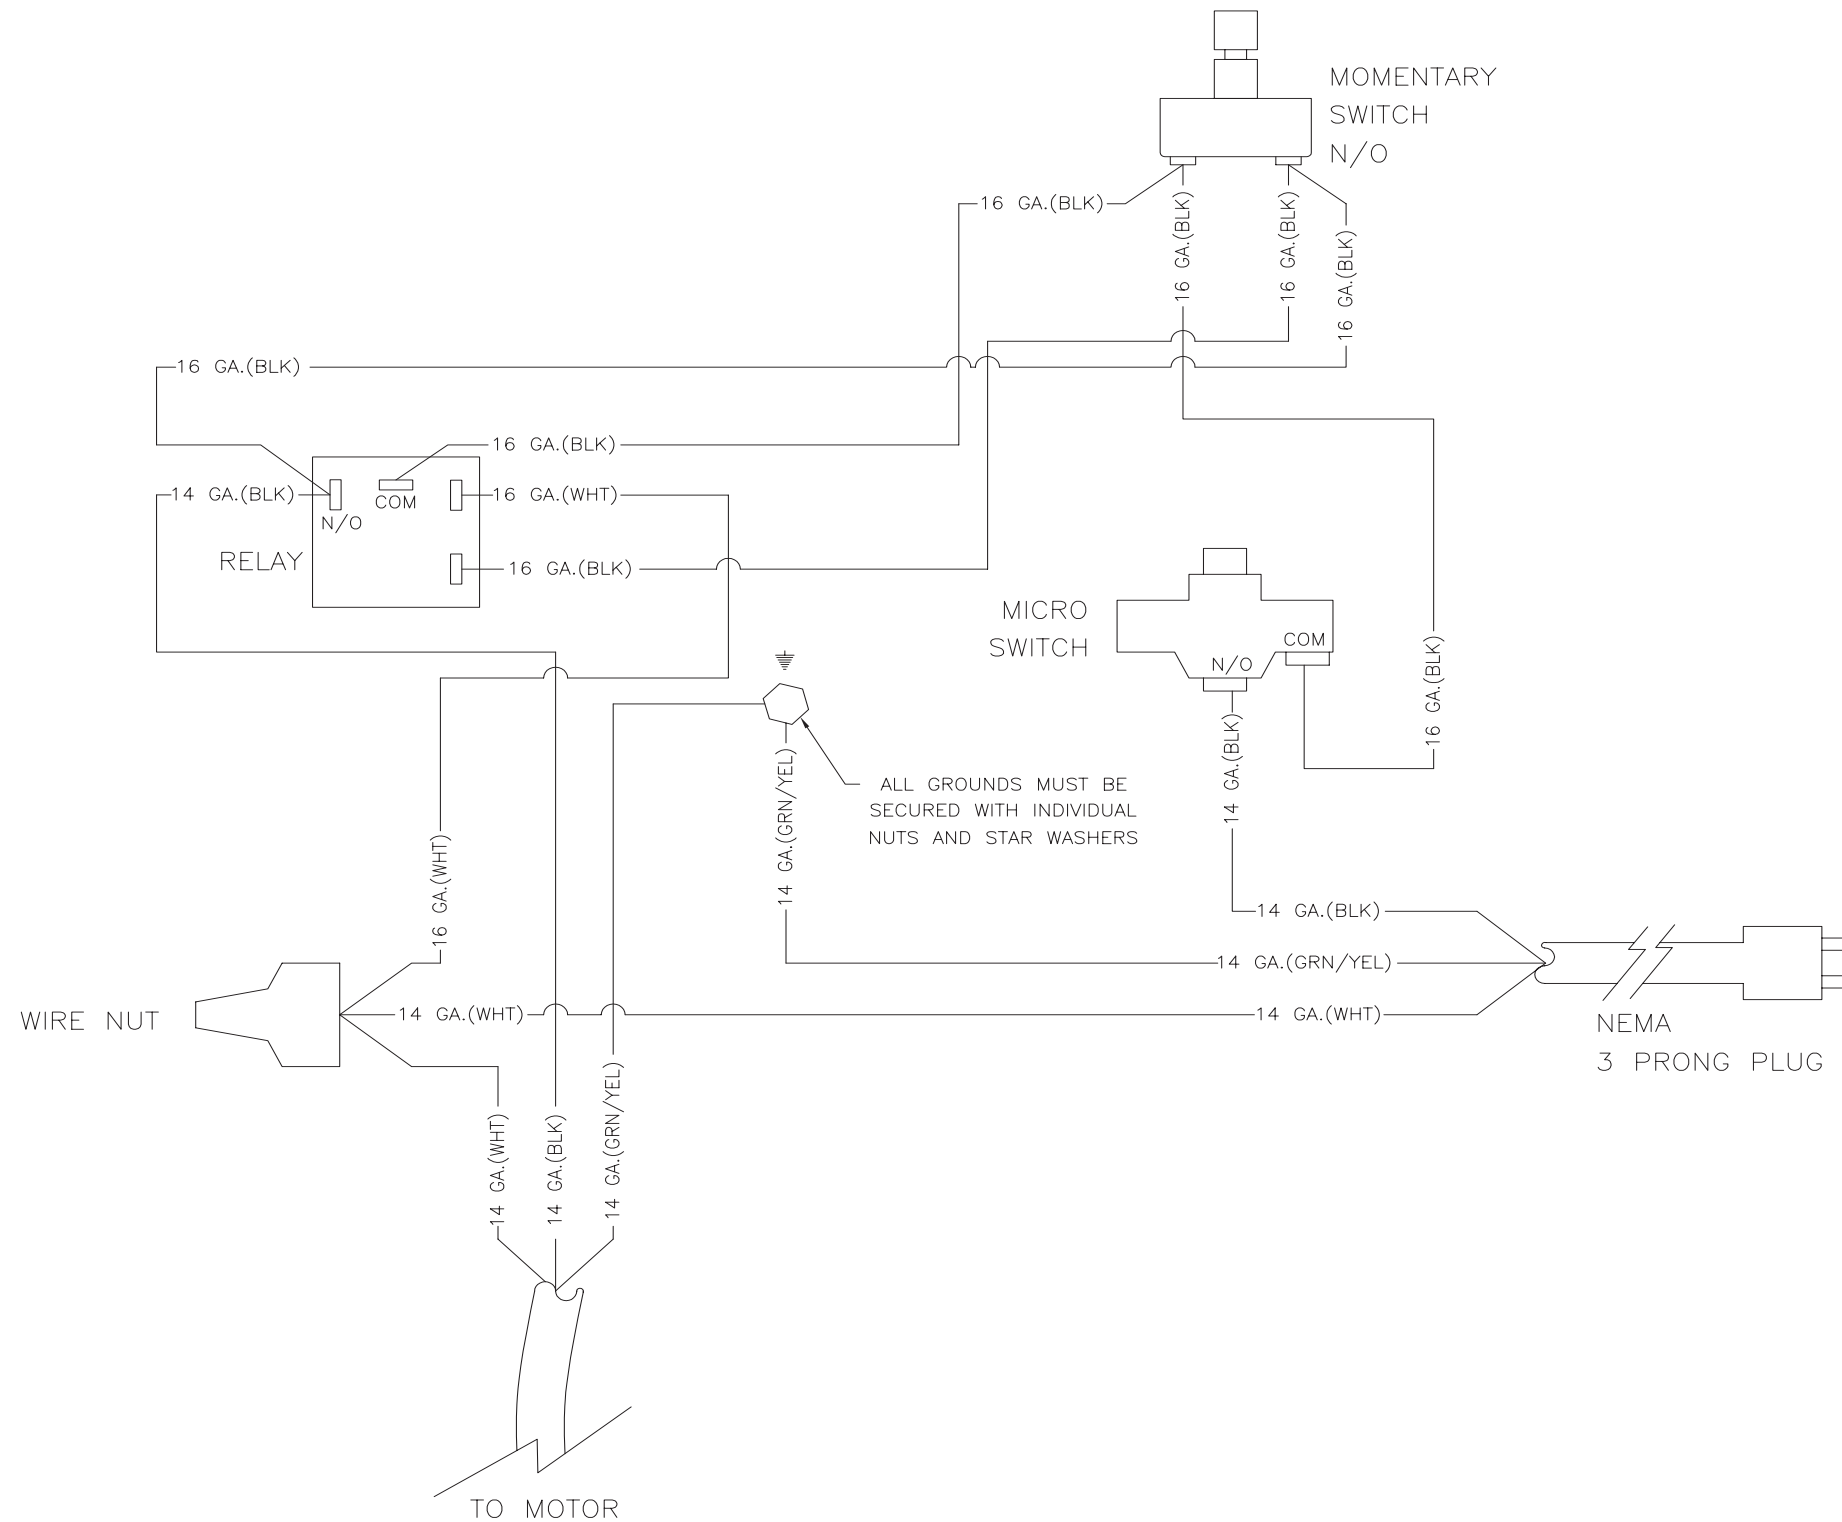 MOMENTARY
SWITCH
N/O
16 GA.(BLK)
16 GA.(BLK)
16 GA.(BLK)
16 GA.(BLK)
16 GA.(BLK)
16 GA.(BLK)
14 GA.(BLK)
N/O
COM
16 GA.(WHT)
RELAY
16 GA.(BLK)
MICRO
SWITCH
COM
N/O
16 GA.(BLK)
14 GA.(BLK)
14 GA.(GRN/YEL)
ALL GROUNDS MUST BE
SECURED WITH INDIVIDUAL
NUTS AND STAR WASHERS
16 GA.(WHT)
14 GA.(BLK)
14 GA.(GRN/YEL)
WIRE NUT
14 GA.(WHT)
14 GA.(WHT)
NEMA
3 PRONG PLUG
14 GA.(WHT)
14 GA.(BLK)
14 GA.(GRN/YEL)
TO MOTOR